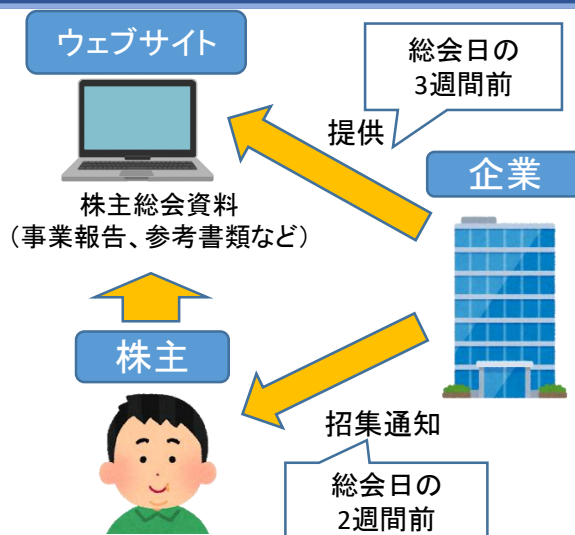 ウェブサイト
総会日の
3週間前
提供
企業
株主総会資料
（事業報告、参考書類など）
株主
招集通知
総会日の
2週間前